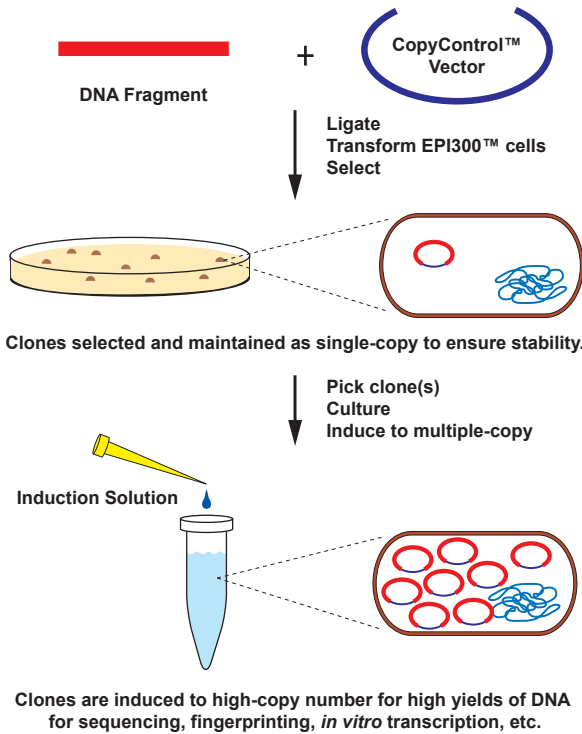 CopyControl™
Vector
+
DNA Fragment
Ligate
Transform EPI300™ cells
Select
Clones selected and maintained as single-copy to ensure stability.
Pick clone(s)
Culture
Induce to multiple-copy
Induction Solution
Clones are induced to high-copy number for high yields of DNA
for sequencing, fingerprinting, in vitro transcription, etc.